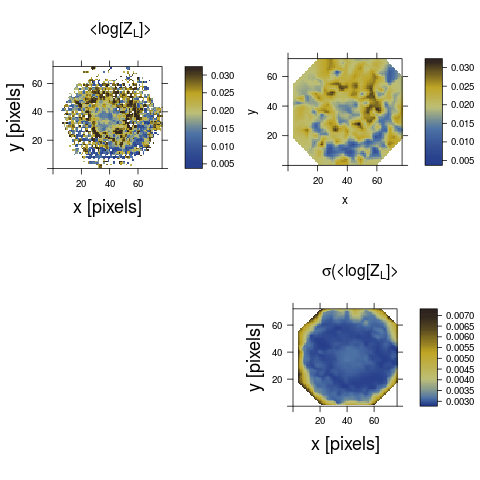 <log[Z_L]>
60
40
20
20 40 60
x [pixels]
y [pixels]
0.030
0.025
0.020
0.015
0.010
0.005
60
40
20
20 40 60
x
y
0.030
0.025
0.020
0.015
0.010
0.005
σ(<log[Z_L]>
60
40
20
20 40 60
x [pixels]
y [pixels]
0.0070
0.0065
0.0060
0.0055
0.0050
0.0045
0.0040
0.0035
0.0030